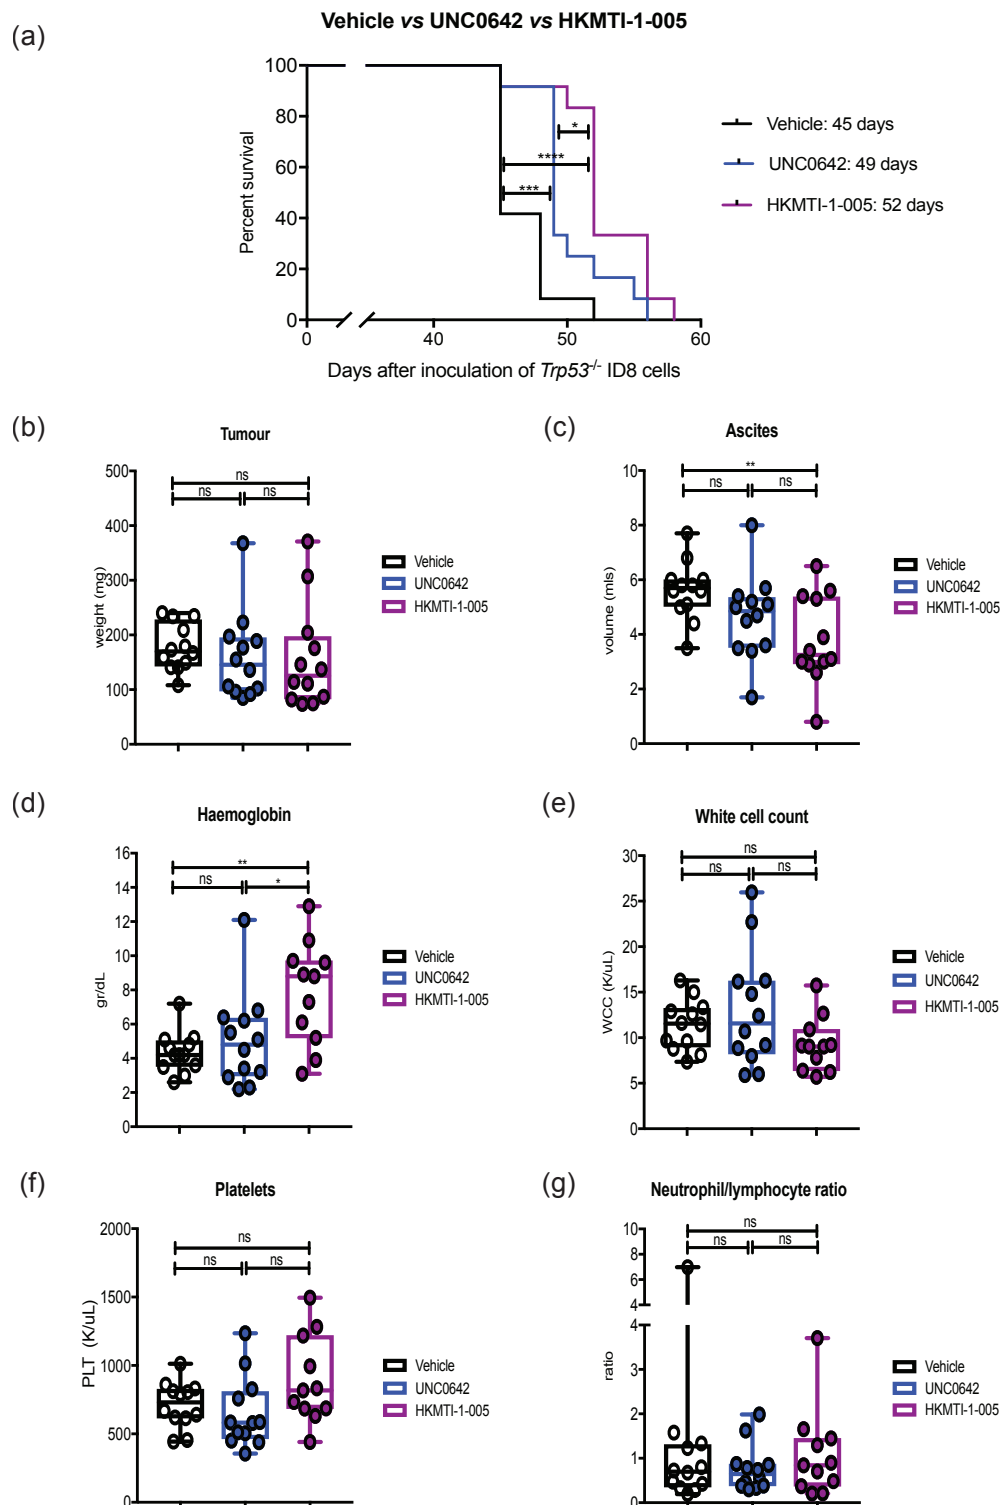 Vehicle vs UNC0642 vs HKMTI-1-005
(a)
Percent survival
100
80
60
40
20
0
*
****
***
0 40 50 60
Days after inoculation of Trp53-/- ID8 cells
Vehicle: 45 days
UNC0642: 49 days
HKMTI-1-005: 52 days
(b)
Tumour
weight (mg)
500
400
300
200
100
0
ns
ns ns
Vehicle
UNC0642
HKMTI-1-005
(c)
Ascites
volume (mls)
10
8
6
4
2
0
**
ns ns
Vehicle
UNC0642
HKMTI-1-005
(d)
Haemoglobin
gr/dL
16
14
12
10
8
6
4
2
0
**
ns *
Vehicle
UNC0642
HKMTI-1-005
(e)
White cell count
WCC (K/uL)
30
25
20
15
10
5
0
ns
ns ns
Vehicle
UNC0642
HKMTI-1-005
(f)
Platelets
PLT (K/uL)
2000
1500
1000
500
0
ns
ns ns
Vehicle
UNC0642
HKMTI-1-005
(g)
Neutrophil/lymphocyte ratio
ratio
10
8
6
4
4
3
2
1
0
ns
ns ns
Vehicle
UNC0642
HKMTI-1-005